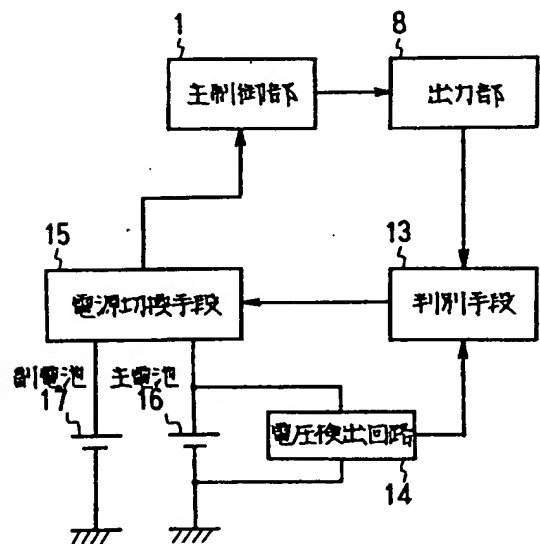 1
主制御部
8
出力部
15
電源切換手段
13
判別手段
副電池
17
主電池
16
電圧検出回路
14